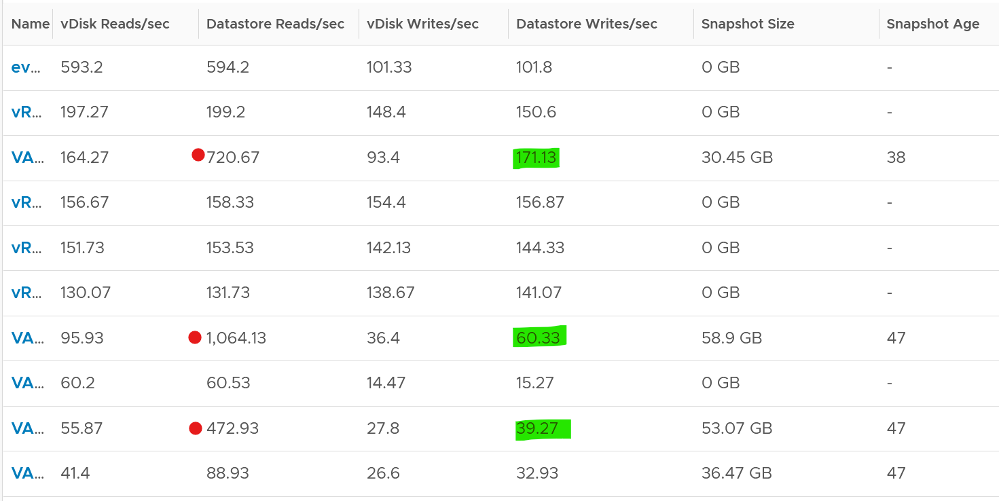 Name vDisk Reads/sec Datastore Reads/sec vDisk Writes/sec Datastore Writes/sec Snapshot Size Snapshot Age
ev... 593.2 594.2 101.33 101.8 0 GB -
vR... 197.27 199.2 148.4 150.6 0 GB -
VA... 164.27 720.67 93.4 171.13 30.45 GB 38
vR... 156.67 158.33 154.4 156.87 0 GB -
vR... 151.73 153.53 142.13 144.33 0 GB -
vR... 130.07 131.73 138.67 141.07 0 GB -
VA... 95.93 1,064.13 36.4 60.33 58.9 GB 47
VA... 60.2 60.53 14.47 15.27 0 GB -
VA... 55.87 472.93 27.8 39.27 53.07 GB 47
VA... 41.4 88.93 26.6 32.93 36.47 GB 47